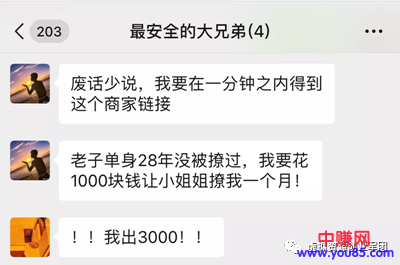 203
最安全的大兄弟(4)
废话少说，我要在一分钟之内得到
这个商家链接
老子单身28年没被撩过，我要花
1000块钱让小姐姐撩我一个月！
！！我出3000！！
中赚网
www.you85.com